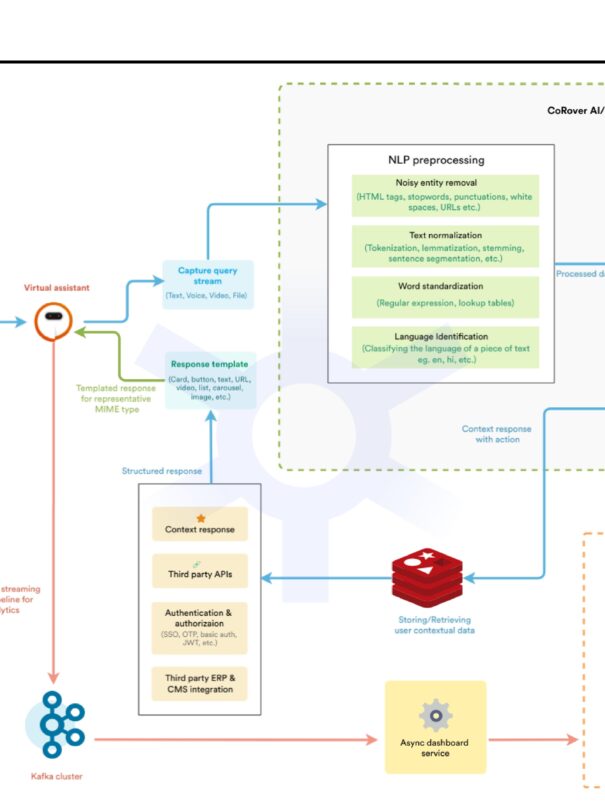 CoRover AI/
NLP preprocessing
Noisy entity removal
(HTML tags, stopwords, punctuations, white
spaces, URLs etc.)
Text normalization
(Tokenization, lemmatization, stemming,
sentence segmentation, etc.)
Word standardization
(Regular expression, lookup tables)
Language Identification
(Classifying the language of a piece of text
eg. en, hi, etc.)
Processed da
Capture query
stream
(Text, Voice, Video, File)
Virtual assistant
Response template
(Card, button, text, URL,
video, list, carousel,
image, etc.)
Templated response
for representative
MIME type
Context response
with action
Structured response
Context response
Third party APIs
Authentication &
authorizaion
(SSO, OTP, basic auth,
JWT, etc.)
Third party ERP &
CMS integration
Storing/Retrieving
user contextual data
streaming
eline for
lytics
Kafka cluster
Async dashboard
service